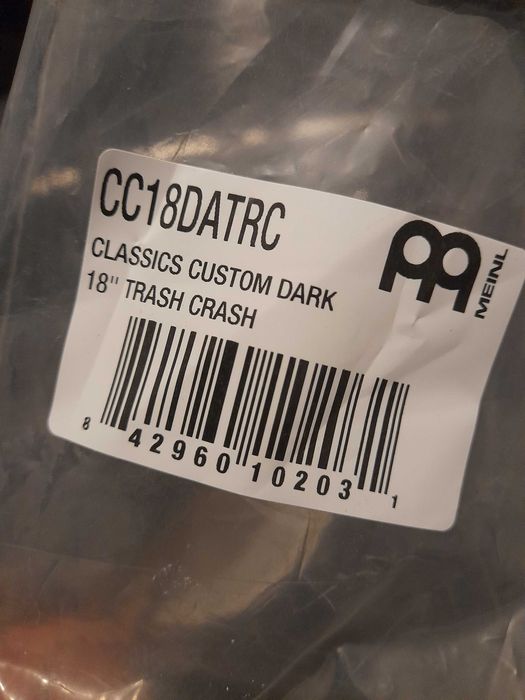 CC18DATRC
CLASSICS CUSTOM DARK
18" TRASH CRASH
MEINL
8 42960 10203 1